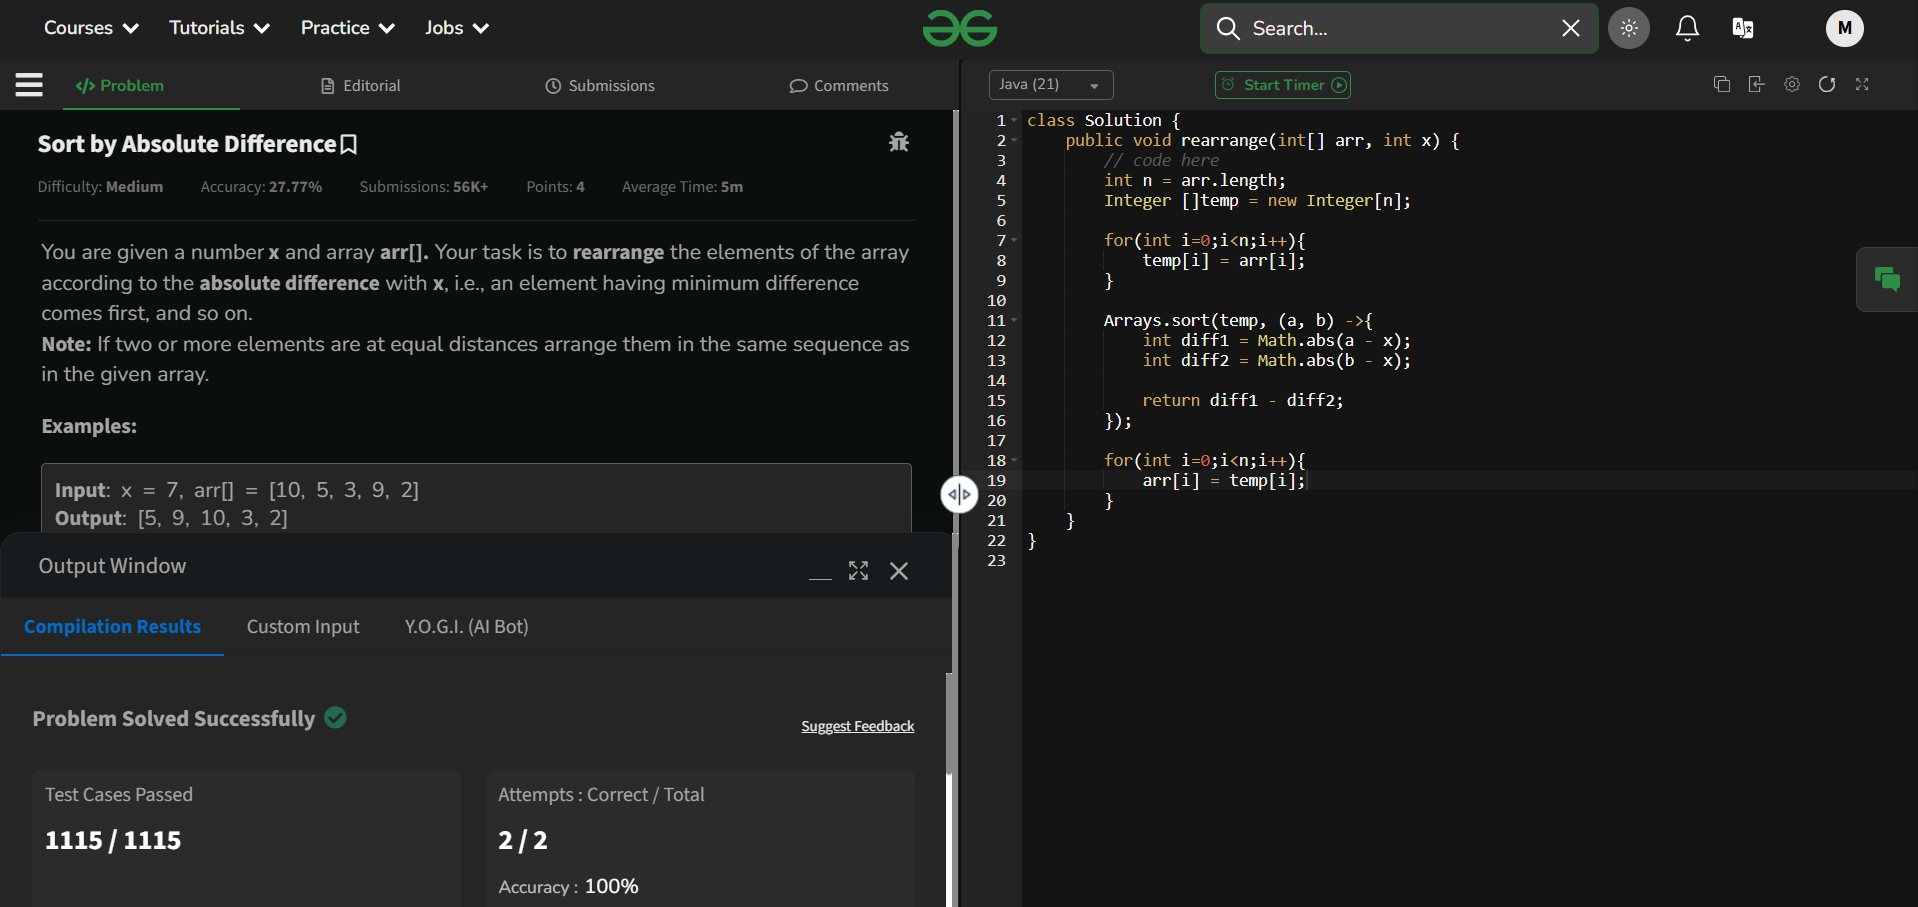 Courses Tutorials Practice Jobs Search... M
Problem Editorial Submissions Comments
Sort by Absolute Difference
Difficulty: Medium Accuracy: 27.77% Submissions: 56K+ Points: 4 Average Time: 5m
You are given a number x and array arr[]. Your task is to rearrange the elements of the array
according to the absolute difference with x, i.e., an element having minimum difference
comes first, and so on.
Note: If two or more elements are at equal distances arrange them in the same sequence as
in the given array.
Examples:
Input: x = 7, arr[] = [10, 5, 3, 9, 2]
Output: [5, 9, 10, 3, 2]
Output Window
Compilation Results Custom Input Y.O.G.I. (AI Bot)
Problem Solved Successfully
Suggest Feedback
Test Cases Passed
1115 / 1115
Attempts : Correct / Total
2 / 2
Accuracy : 100%
Java (21) Start Timer
1 class Solution {
2     public void rearrange(int[] arr, int x) {
3         // code here
4         int n = arr.length;
5         Integer []temp = new Integer[n];
6
7         for(int i=0;i<n;i++){
8             temp[i] = arr[i];
9         }
10
11         Arrays.sort(temp, (a, b) ->{
12             int diff1 = Math.abs(a - x);
13             int diff2 = Math.abs(b - x);
14
15             return diff1 - diff2;
16         });
17
18         for(int i=0;i<n;i++){
19             arr[i] = temp[i];
20         }
21     }
22 }
23